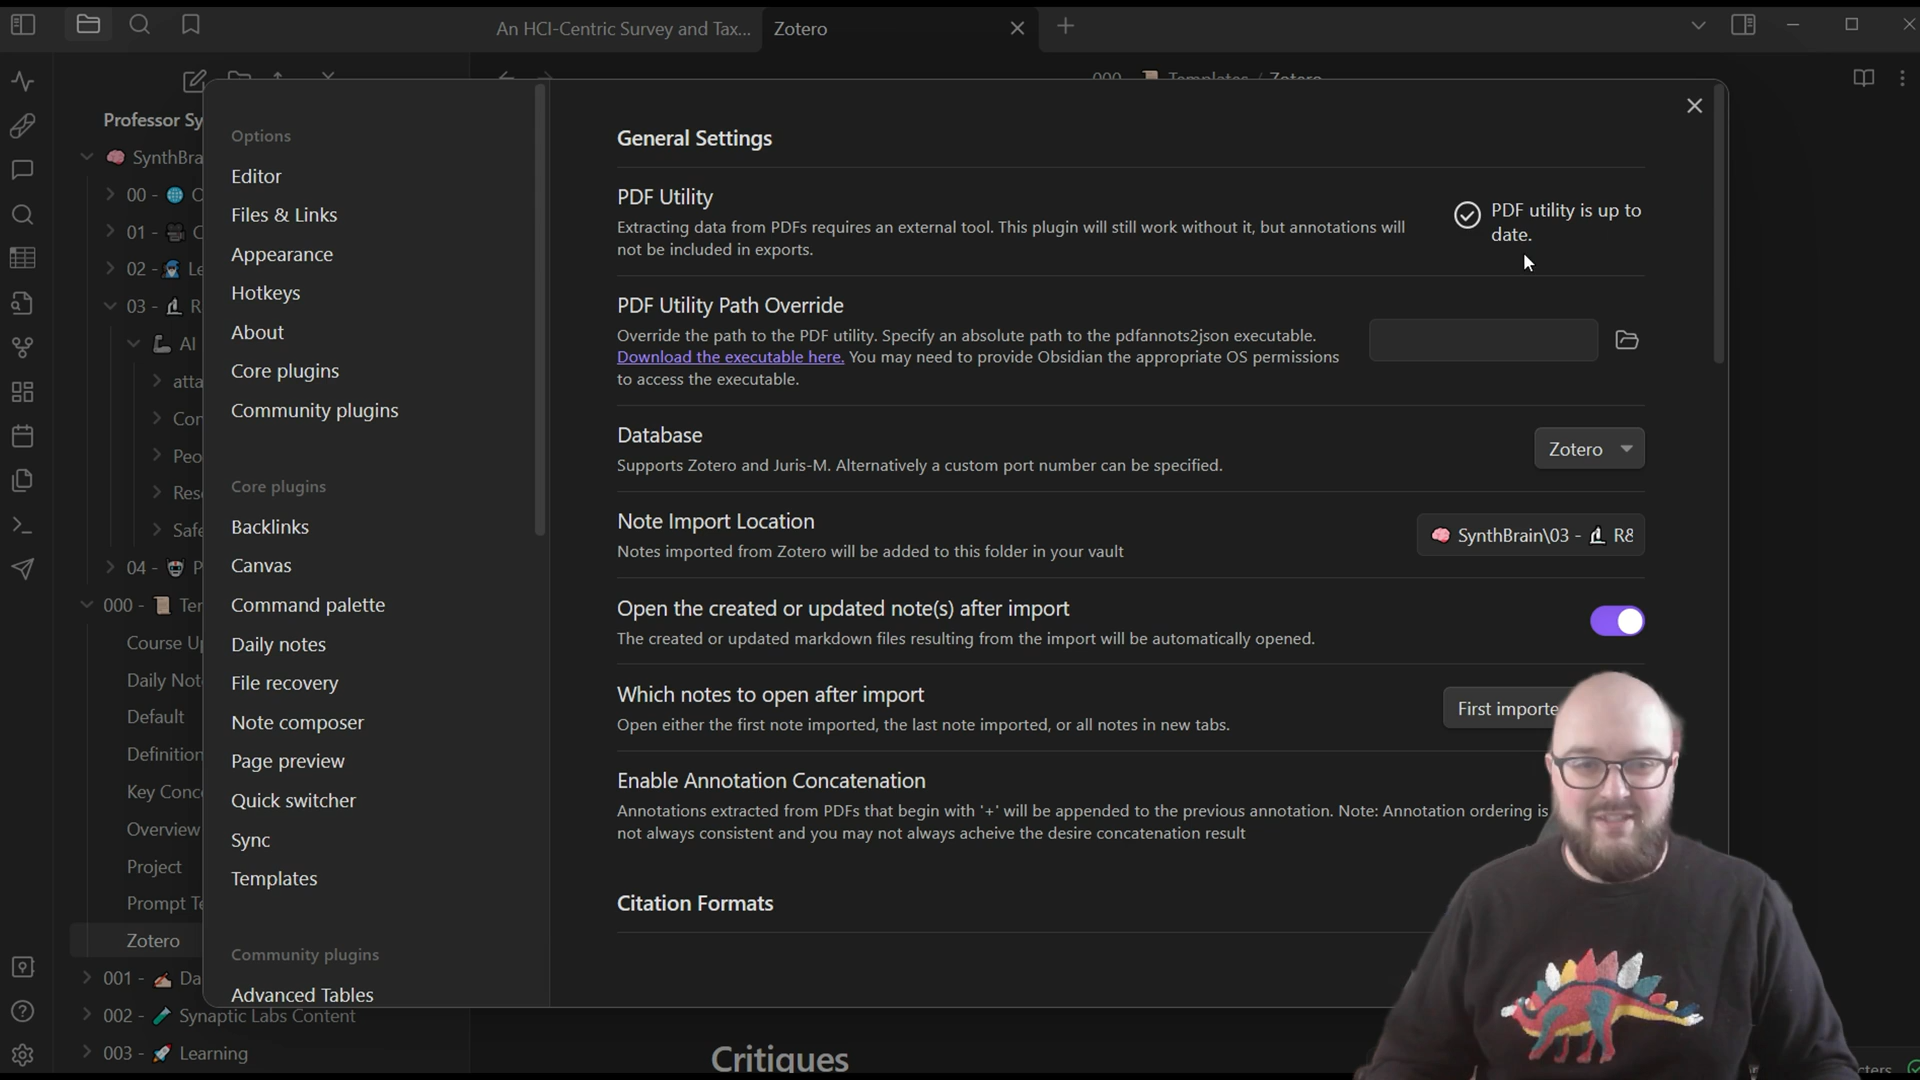 An HCI-Centric Survey and Tax...
Zotero
Templates / Zotero
Professor Sy
SynthBra
00 -
01 -
02 - Le
03 - R
AI
atta
Con
Peo
Res
Safe
04 - P
000 - Ter
Course Up
Daily Not
Default
Definition
Key Conc
Overview
Project
Prompt Te
Zotero
001 - Da
002 - Synaptic Labs Content
003 - Learning
Options
Editor
Files & Links
Appearance
Hotkeys
About
Core plugins
Community plugins
Core plugins
Backlinks
Canvas
Command palette
Daily notes
File recovery
Note composer
Page preview
Quick switcher
Sync
Templates
Community plugins
Advanced Tables
General Settings
PDF Utility
Extracting data from PDFs requires an external tool. This plugin will still work without it, but annotations will
not be included in exports.
PDF utility is up to
date.
PDF Utility Path Override
Override the path to the PDF utility. Specify an absolute path to the pdfannots2json executable.
Download the executable here. You may need to provide Obsidian the appropriate OS permissions
to access the executable.
Database
Supports Zotero and Juris-M. Alternatively a custom port number can be specified.
Zotero
Note Import Location
Notes imported from Zotero will be added to this folder in your vault
SynthBrain\03 - R&
Open the created or updated note(s) after import
The created or updated markdown files resulting from the import will be automatically opened.
Which notes to open after import
Open either the first note imported, the last note imported, or all notes in new tabs.
First importe
Enable Annotation Concatenation
Annotations extracted from PDFs that begin with '+' will be appended to the previous annotation. Note: Annotation ordering is
not always consistent and you may not always acheive the desire concatenation result
Citation Formats
Critiques